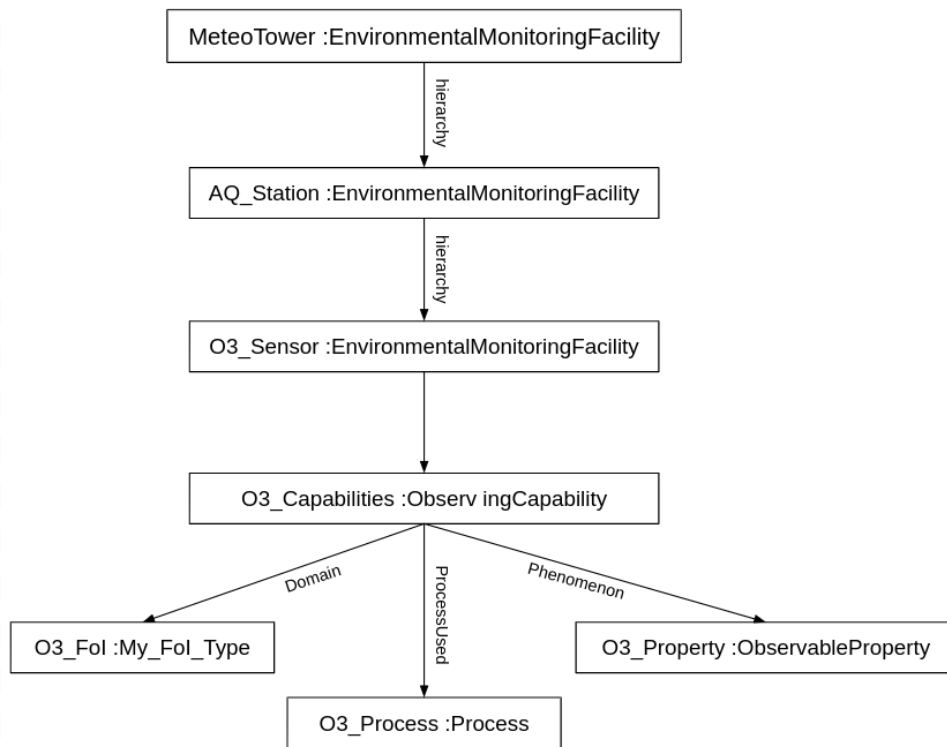 MeteoTower :EnvironmentalMonitoringFacility
hierarchy
AQ_Station :EnvironmentalMonitoringFacility
hierarchy
O3_Sensor :EnvironmentalMonitoringFacility
O3_Capabilities :Observ ingCapability
Domain
ProcessUsed
Phenomenon
O3_FoI :My_FoI_Type
O3_Property :ObservableProperty
O3_Process :Process